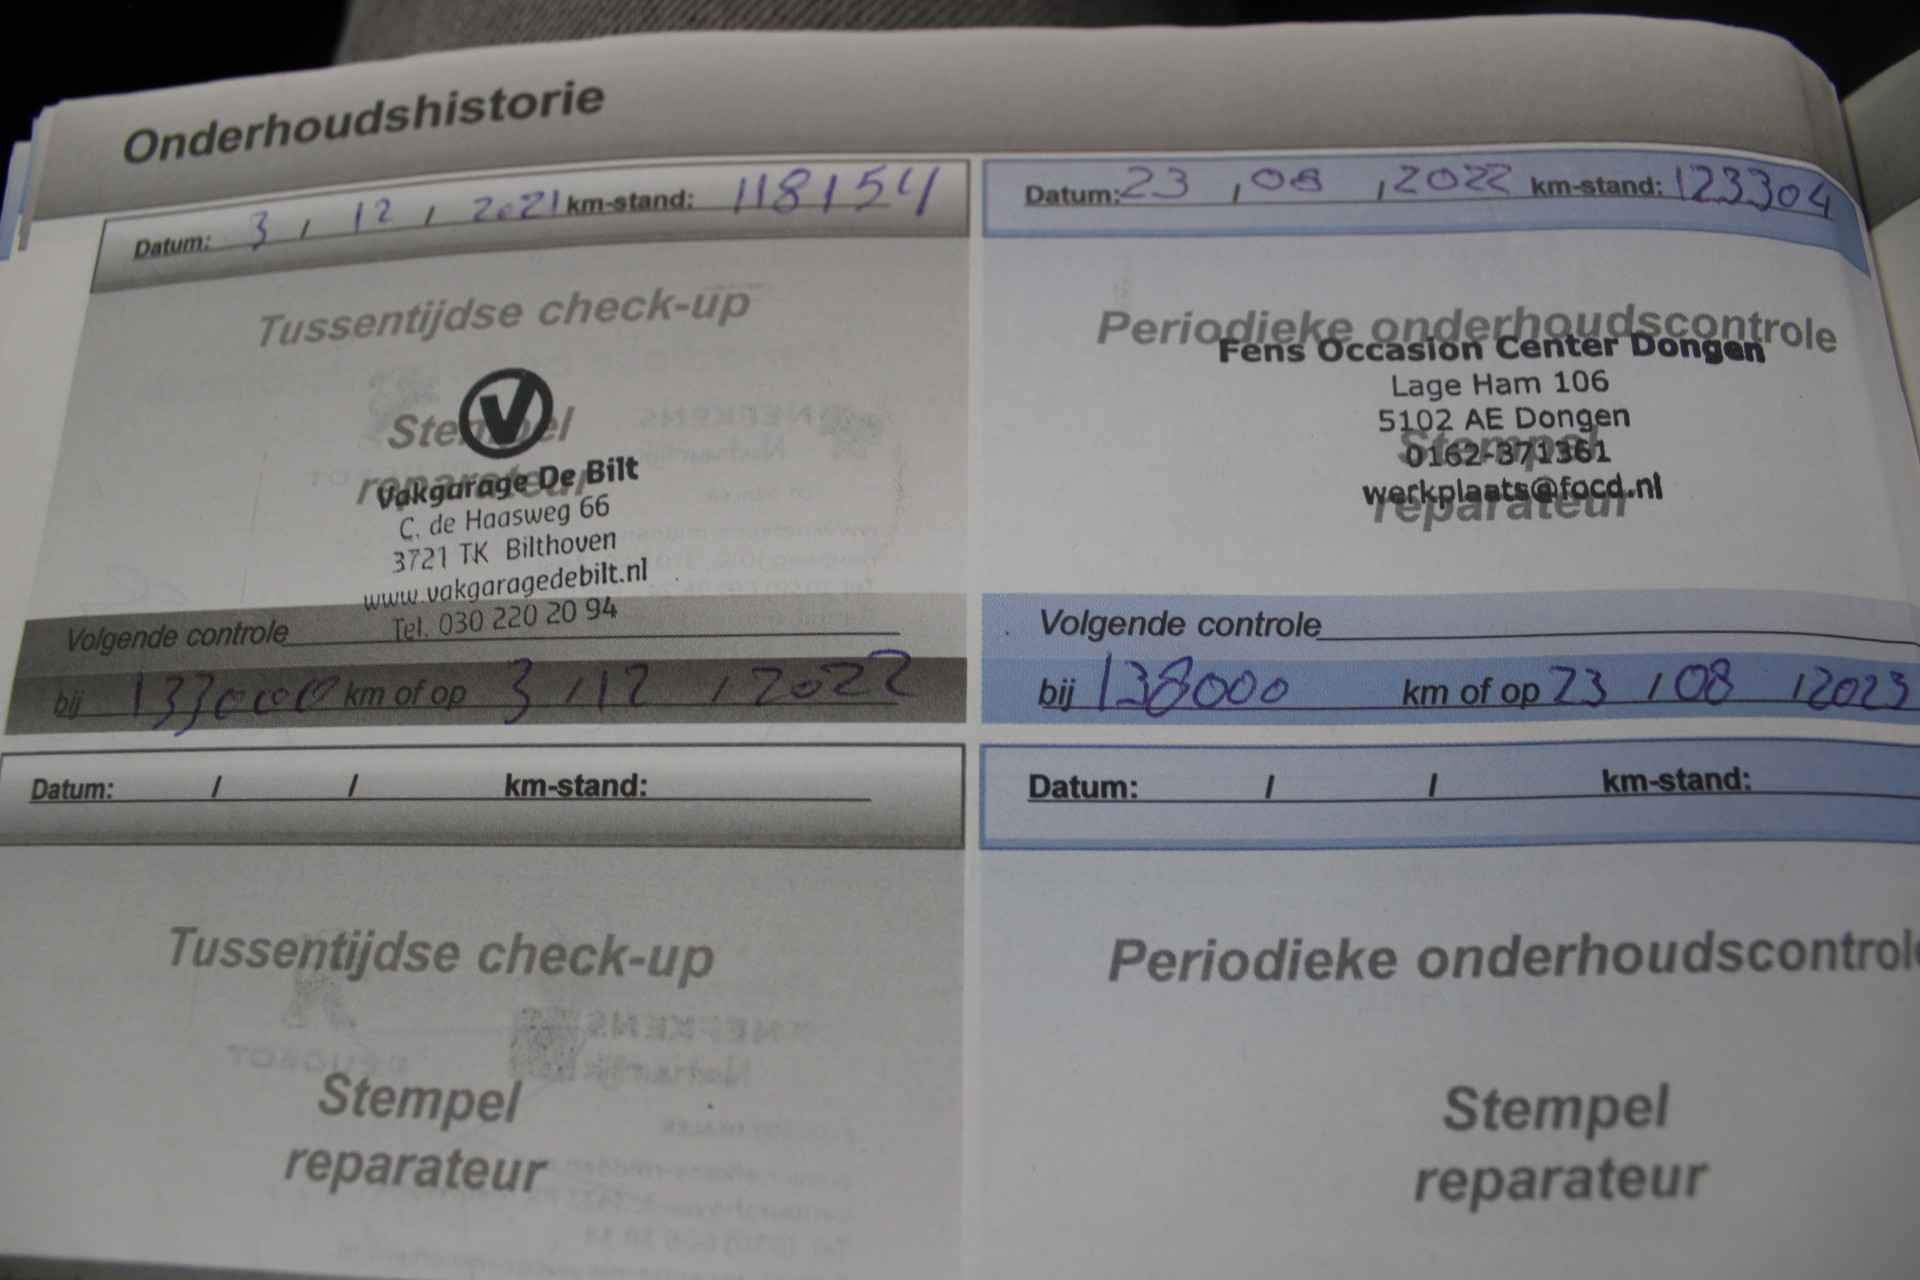 Onderhoudshistorie
Datum: 3 / 12 / 2021 km-stand: 118154
Tussentijdse check-up
Stempel
reparateur
V
Vakgarage De Bilt
C. de Haasweg 66
3721 TK Bilthoven
www.vakgaragedebilt.nl
Tel. 030 220 20 94
Volgende controle
bij 133000 km of op 3 / 12 / 2022
Datum: 23 / 08 / 2022 km-stand: 123304
Periodieke onderhoudscontrole
Fens Occasion Center Dongen
Lage Ham 106
5102 AE Dongen
Stempel
0162-371361
werkplaats@focd.nl
reparateur
Volgende controle
bij 138000 km of op 23 / 08 / 2023
Datum: / / km-stand:
Tussentijdse check-up
Stempel
reparateur
Datum: / / km-stand:
Periodieke onderhoudscontrole
Stempel
reparateur